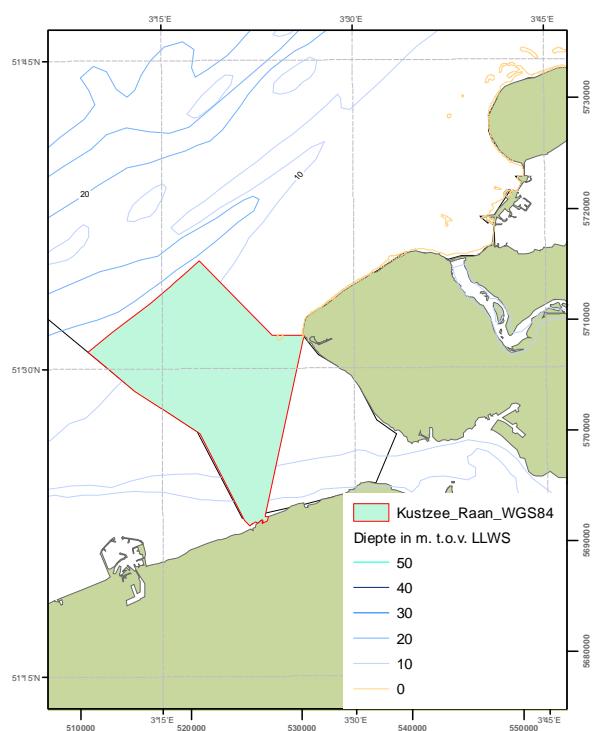 3°15'E 3°30'E 3°45'E
51°45'N
5730000
20
10
5720000
5710000
51°30'N
5700000
Kustzee_Raan_WGS84
Diepte in m. t.o.v. LLWS
50
40
30
20
10
0
5690000
5680000
51°15'N
3°15'E 3°30'E 3°45'E
510000 520000 530000 540000 550000